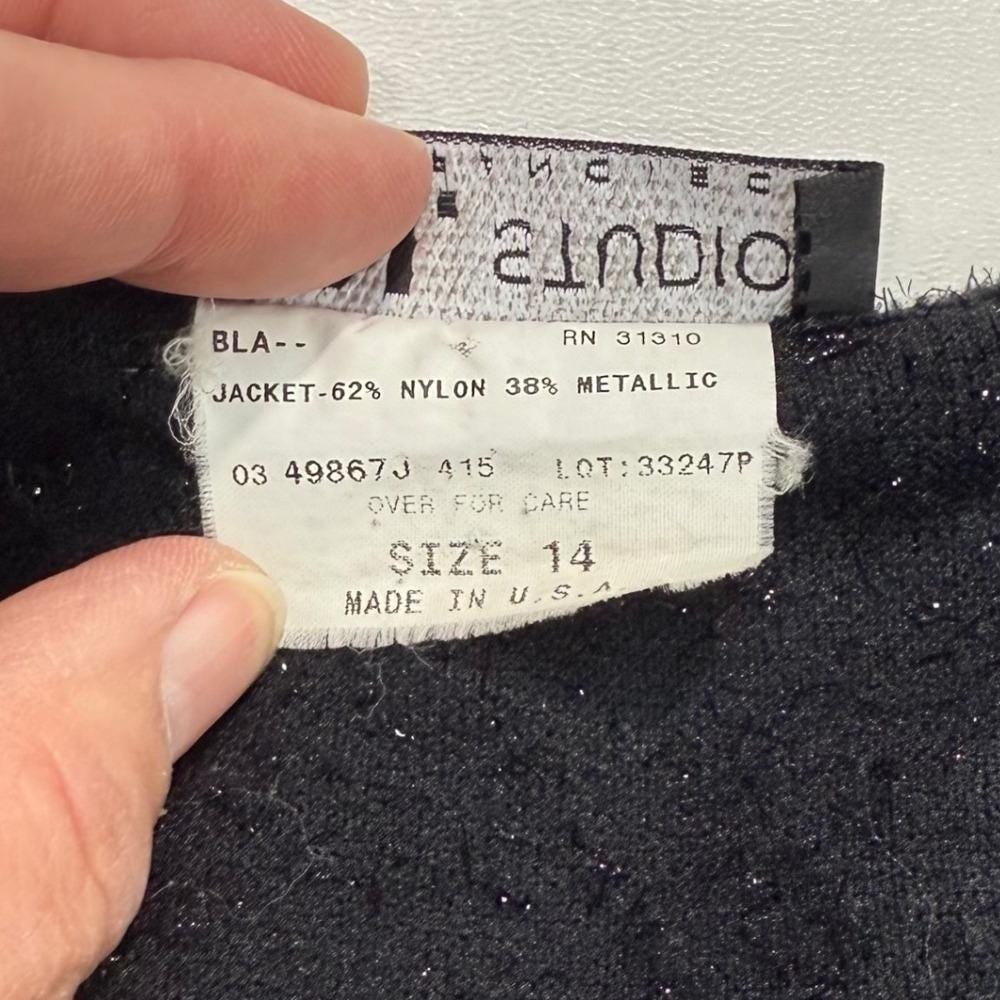 STUDIO
BLA-- RN 31310
JACKET-62% NYLON 38% METALLIC
03 49867J 415 LOT:33247P
OVER FOR CARE
SIZE 14
MADE IN U.S.A